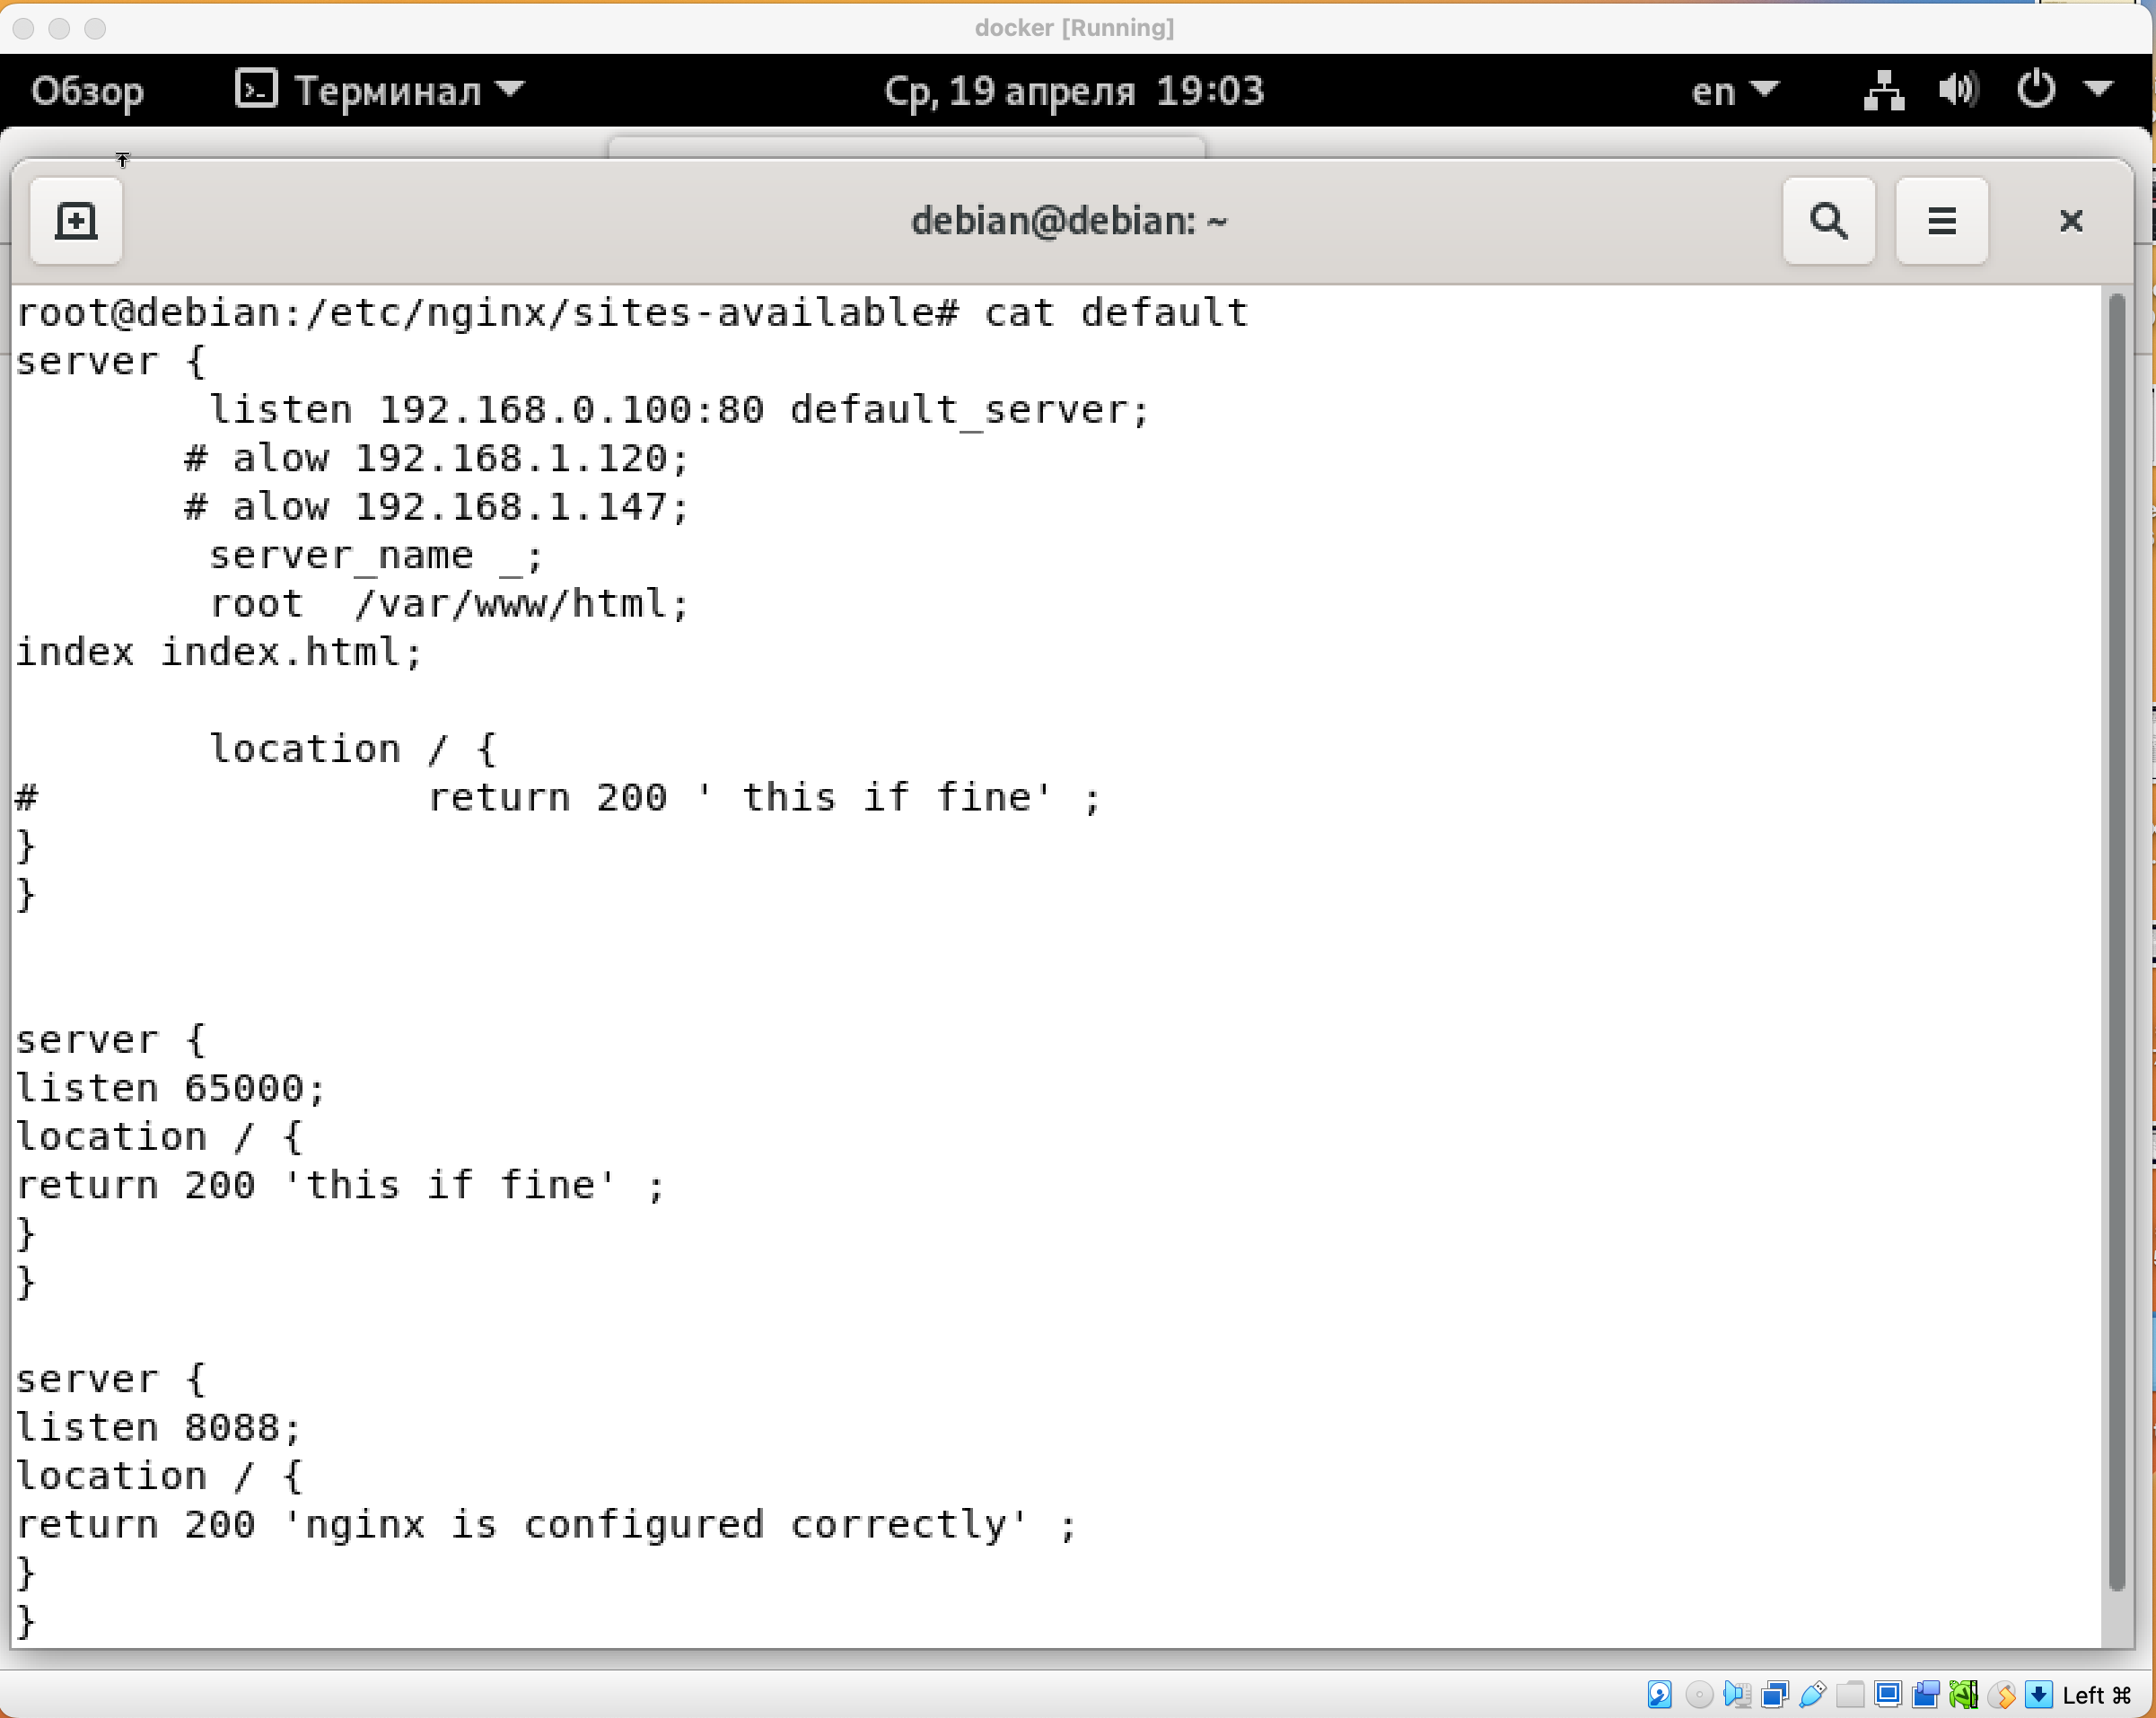 docker [Running]
Обзор Терминал Ср, 19 апреля 19:03 en
debian@debian: ~
root@debian:/etc/nginx/sites-available# cat default
server {
        listen 192.168.0.100:80 default_server;
       # alow 192.168.1.120;
       # alow 192.168.1.147;
        server_name _;
        root  /var/www/html;
index index.html;
        location / {
#                return 200 ' this if fine' ;
}
}
server {
listen 65000;
location / {
return 200 'this if fine' ;
}
}
server {
listen 8088;
location / {
return 200 'nginx is configured correctly' ;
}
}
Left ⌘